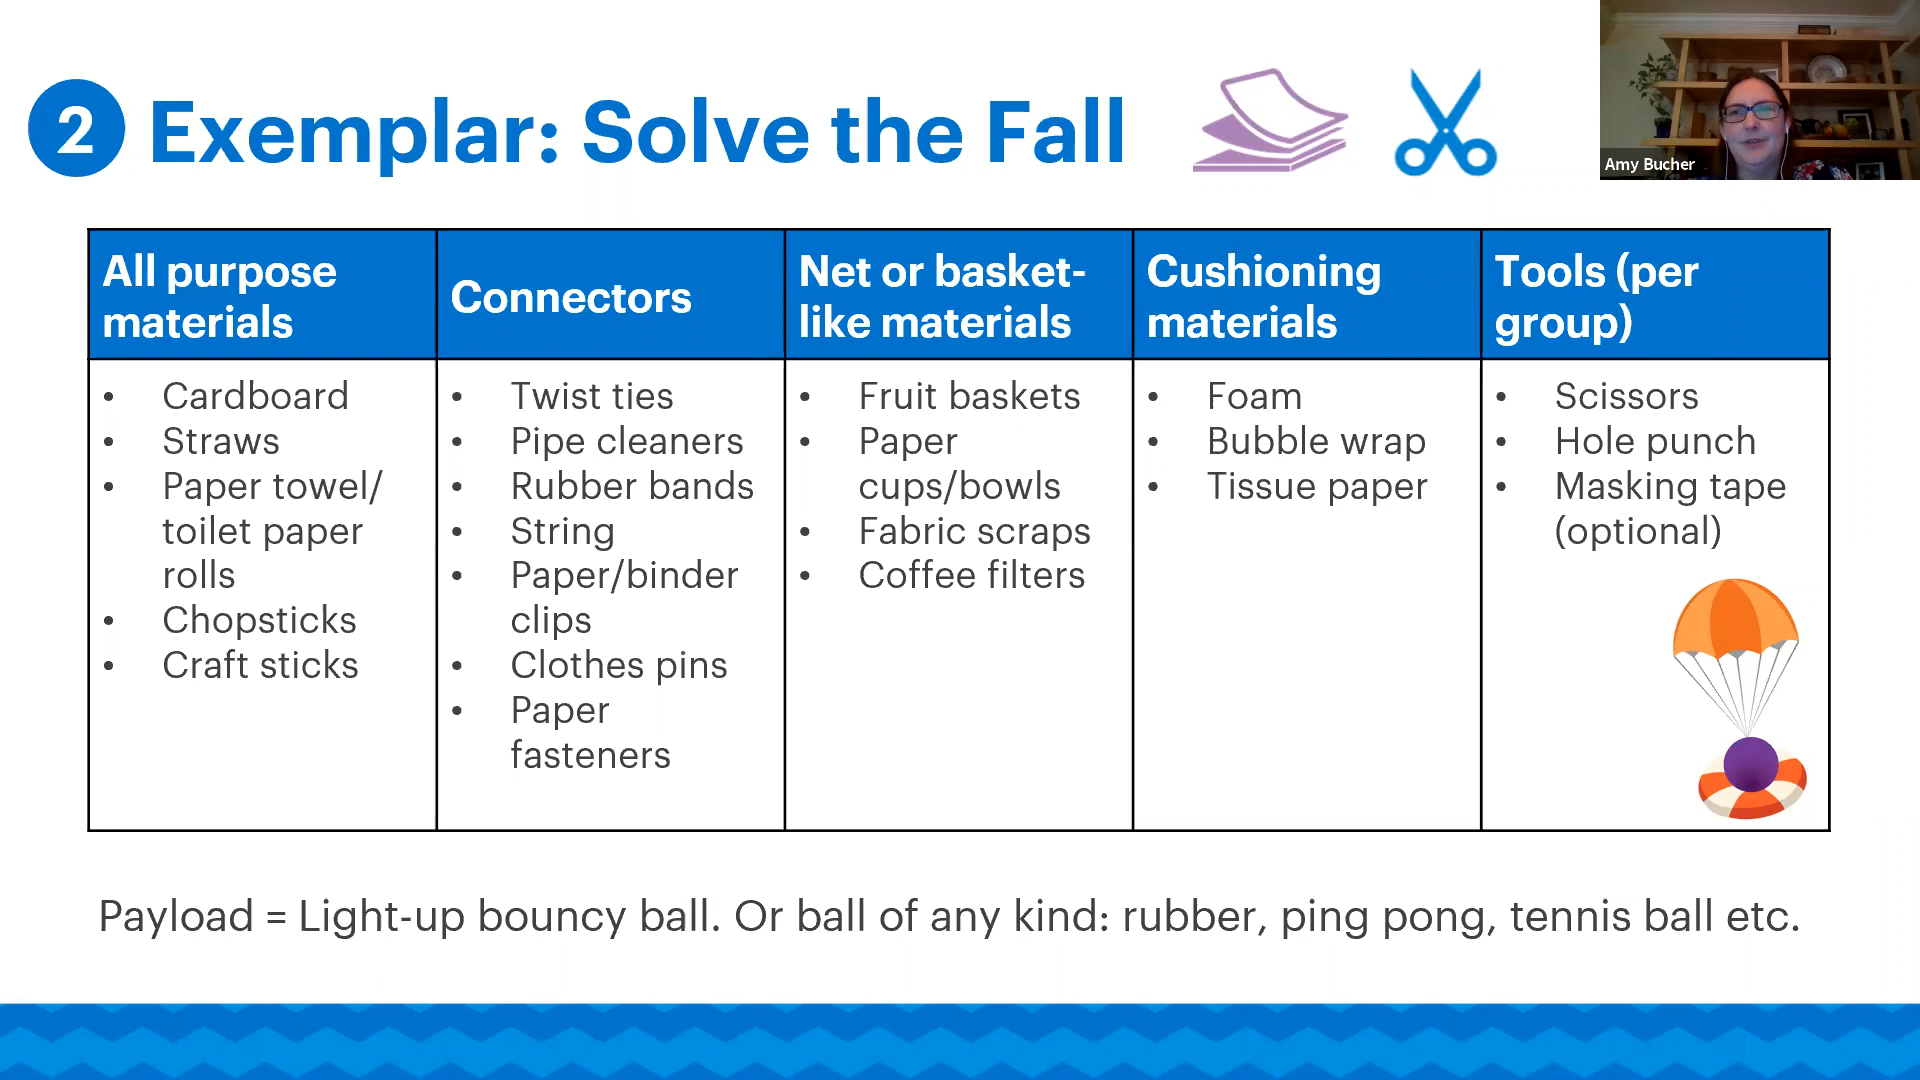 2 Exemplar: Solve the Fall
Amy Bucher
All purpose
materials
Connectors
Net or basket-
like materials
Cushioning
materials
Tools (per
group)
• Cardboard
• Straws
• Paper towel/
toilet paper
rolls
• Chopsticks
• Craft sticks
• Twist ties
• Pipe cleaners
• Rubber bands
• String
• Paper/binder
clips
• Clothes pins
• Paper
fasteners
• Fruit baskets
• Paper
cups/bowls
• Fabric scraps
• Coffee filters
• Foam
• Bubble wrap
• Tissue paper
• Scissors
• Hole punch
• Masking tape
(optional)
Payload = Light-up bouncy ball. Or ball of any kind: rubber, ping pong, tennis ball etc.